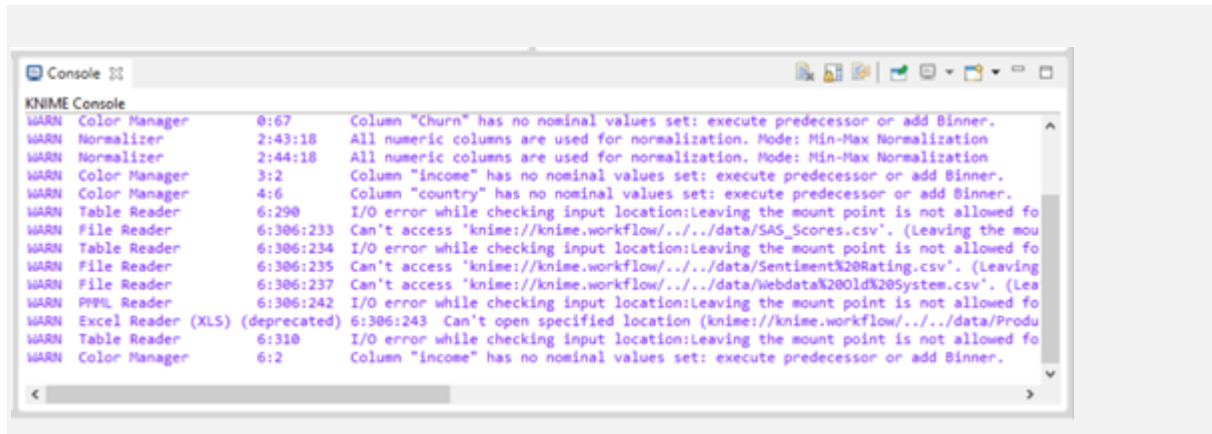 Console
KNIME Console
WARN Color Manager 0:67 Column "Churn" has no nominal values set: execute predecessor or add Binner.
WARN Normalizer 2:43:18 All numeric columns are used for normalization. Mode: Min-Max Normalization
WARN Normalizer 2:44:18 All numeric columns are used for normalization. Mode: Min-Max Normalization
WARN Color Manager 3:2 Column "income" has no nominal values set: execute predecessor or add Binner.
WARN Color Manager 4:6 Column "country" has no nominal values set: execute predecessor or add Binner.
WARN Table Reader 6:290 I/O error while checking input location:Leaving the mount point is not allowed fo
WARN File Reader 6:306:233 Can't access 'knime://knime.workflow/../../data/SAS_Scores.csv'. (Leaving the mou
WARN Table Reader 6:306:234 I/O error while checking input location:Leaving the mount point is not allowed fo
WARN File Reader 6:306:235 Can't access 'knime://knime.workflow/../../data/Sentiment%20Rating.csv'. (Leaving
WARN File Reader 6:306:237 Can't access 'knime://knime.workflow/../../data/Webdata%20Old%20System.csv'. (Lea
WARN PMML Reader 6:306:242 I/O error while checking input location:Leaving the mount point is not allowed fo
WARN Excel Reader (XLS) (deprecated) 6:306:243 Can't open specified location (knime://knime.workflow/../../data/Produ
WARN Table Reader 6:310 I/O error while checking input location:Leaving the mount point is not allowed fo
WARN Color Manager 6:2 Column "income" has no nominal values set: execute predecessor or add Binner.